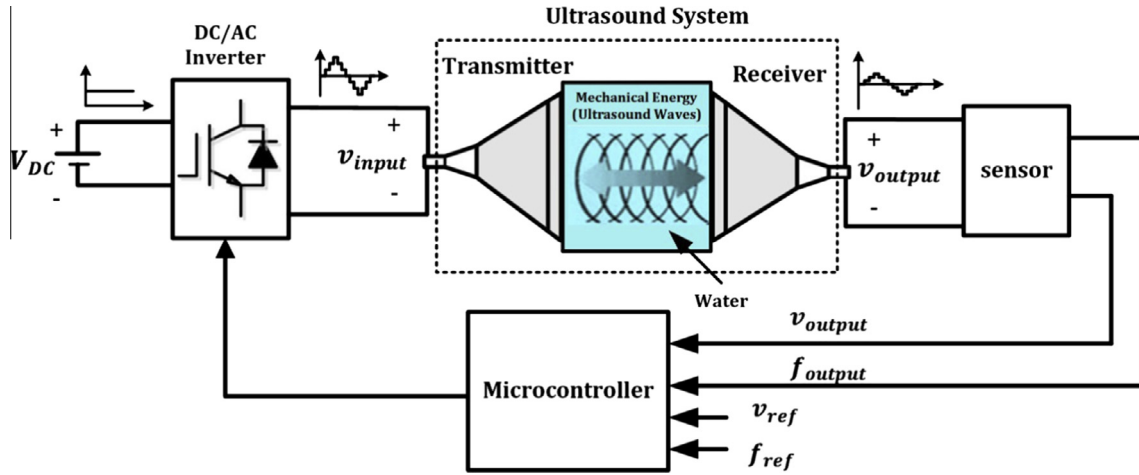 Ultrasound System
DC/AC
Inverter
Transmitter
Receiver
Mechanical Energy
(Ultrasound Waves)
+
V_DC
-
+
v_input
-
+
v_output
-
sensor
Water
v_output
f_output
Microcontroller
v_ref
f_ref